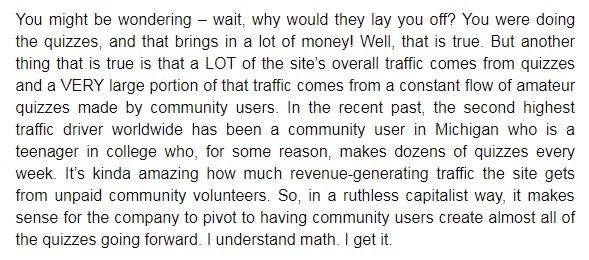 You might be wondering – wait, why would they lay you off? You were doing
the quizzes, and that brings in a lot of money! Well, that is true. But another
thing that is true is that a LOT of the site’s overall traffic comes from quizzes
and a VERY large portion of that traffic comes from a constant flow of amateur
quizzes made by community users. In the recent past, the second highest
traffic driver worldwide has been a community user in Michigan who is a
teenager in college who, for some reason, makes dozens of quizzes every
week. It’s kinda amazing how much revenue-generating traffic the site gets
from unpaid community volunteers. So, in a ruthless capitalist way, it makes
sense for the company to pivot to having community users create almost all of
the quizzes going forward. I understand math. I get it.